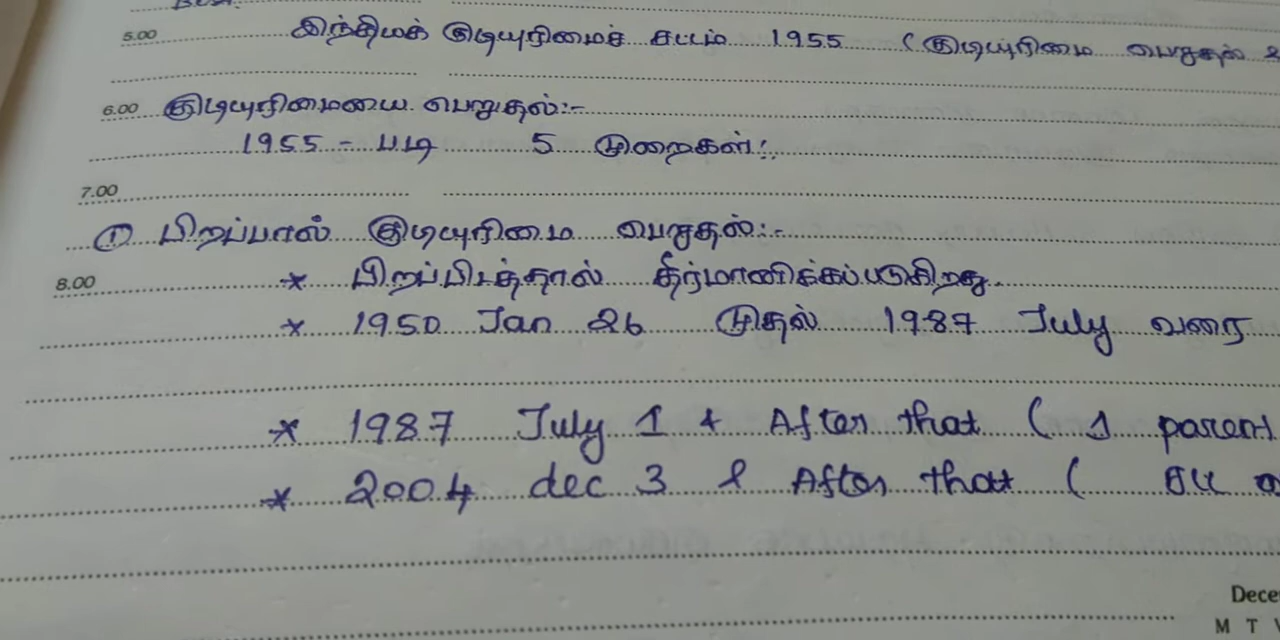 5.00 இந்தியக் குடியுரிமைச் சட்டம் 1955 (குடியுரிமை பெறுதல் &
6.00 குடியுரிமையை பெறுதல்:-
1955 - படி 5 முறைகள்:
7.00
① பிறப்பால் குடியுரிமை பெறுதல்:-
8.00 * பிறப்பிடத்தால் தீர்மானிக்கப்படுகிறது.
* 1950 Jan 26 முதல் 1987 July வரை
* 1987 July 1 & After that ( 1 parent
* 2004 dec 3 & After that (
Dece
M T